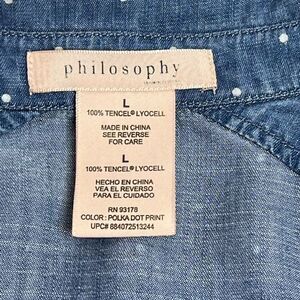 philosophy
L
100% TENCEL® LYOCELL
MADE IN CHINA
SEE REVERSE
FOR CARE
L
100% TENCEL® LYOCELL
HECHO EN CHINA
VEA EL REVERSO
PARA EL CUIDADO
RN 93178
COLOR : POLKA DOT PRINT
UPC# 884072513244